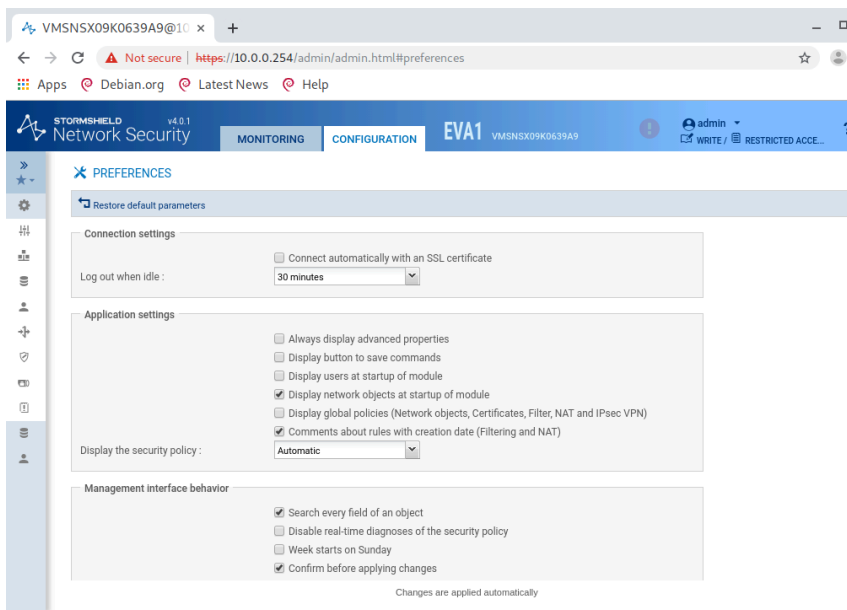 VMSNSX09K0639A9@10
Not secure | https://10.0.0.254/admin/admin.html#preferences
Apps Debian.org Latest News Help
STORMSHIELD v4.0.1
Network Security
MONITORING CONFIGURATION EVA1 VMSNSX09K0639A9
admin
WRITE / RESTRICTED ACCE...
PREFERENCES
Restore default parameters
Connection settings
Connect automatically with an SSL certificate
Log out when idle : 30 minutes
Application settings
Always display advanced properties
Display button to save commands
Display users at startup of module
Display network objects at startup of module
Display global policies (Network objects, Certificates, Filter, NAT and IPsec VPN)
Comments about rules with creation date (Filtering and NAT)
Display the security policy : Automatic
Management interface behavior
Search every field of an object
Disable real-time diagnoses of the security policy
Week starts on Sunday
Confirm before applying changes
Changes are applied automatically